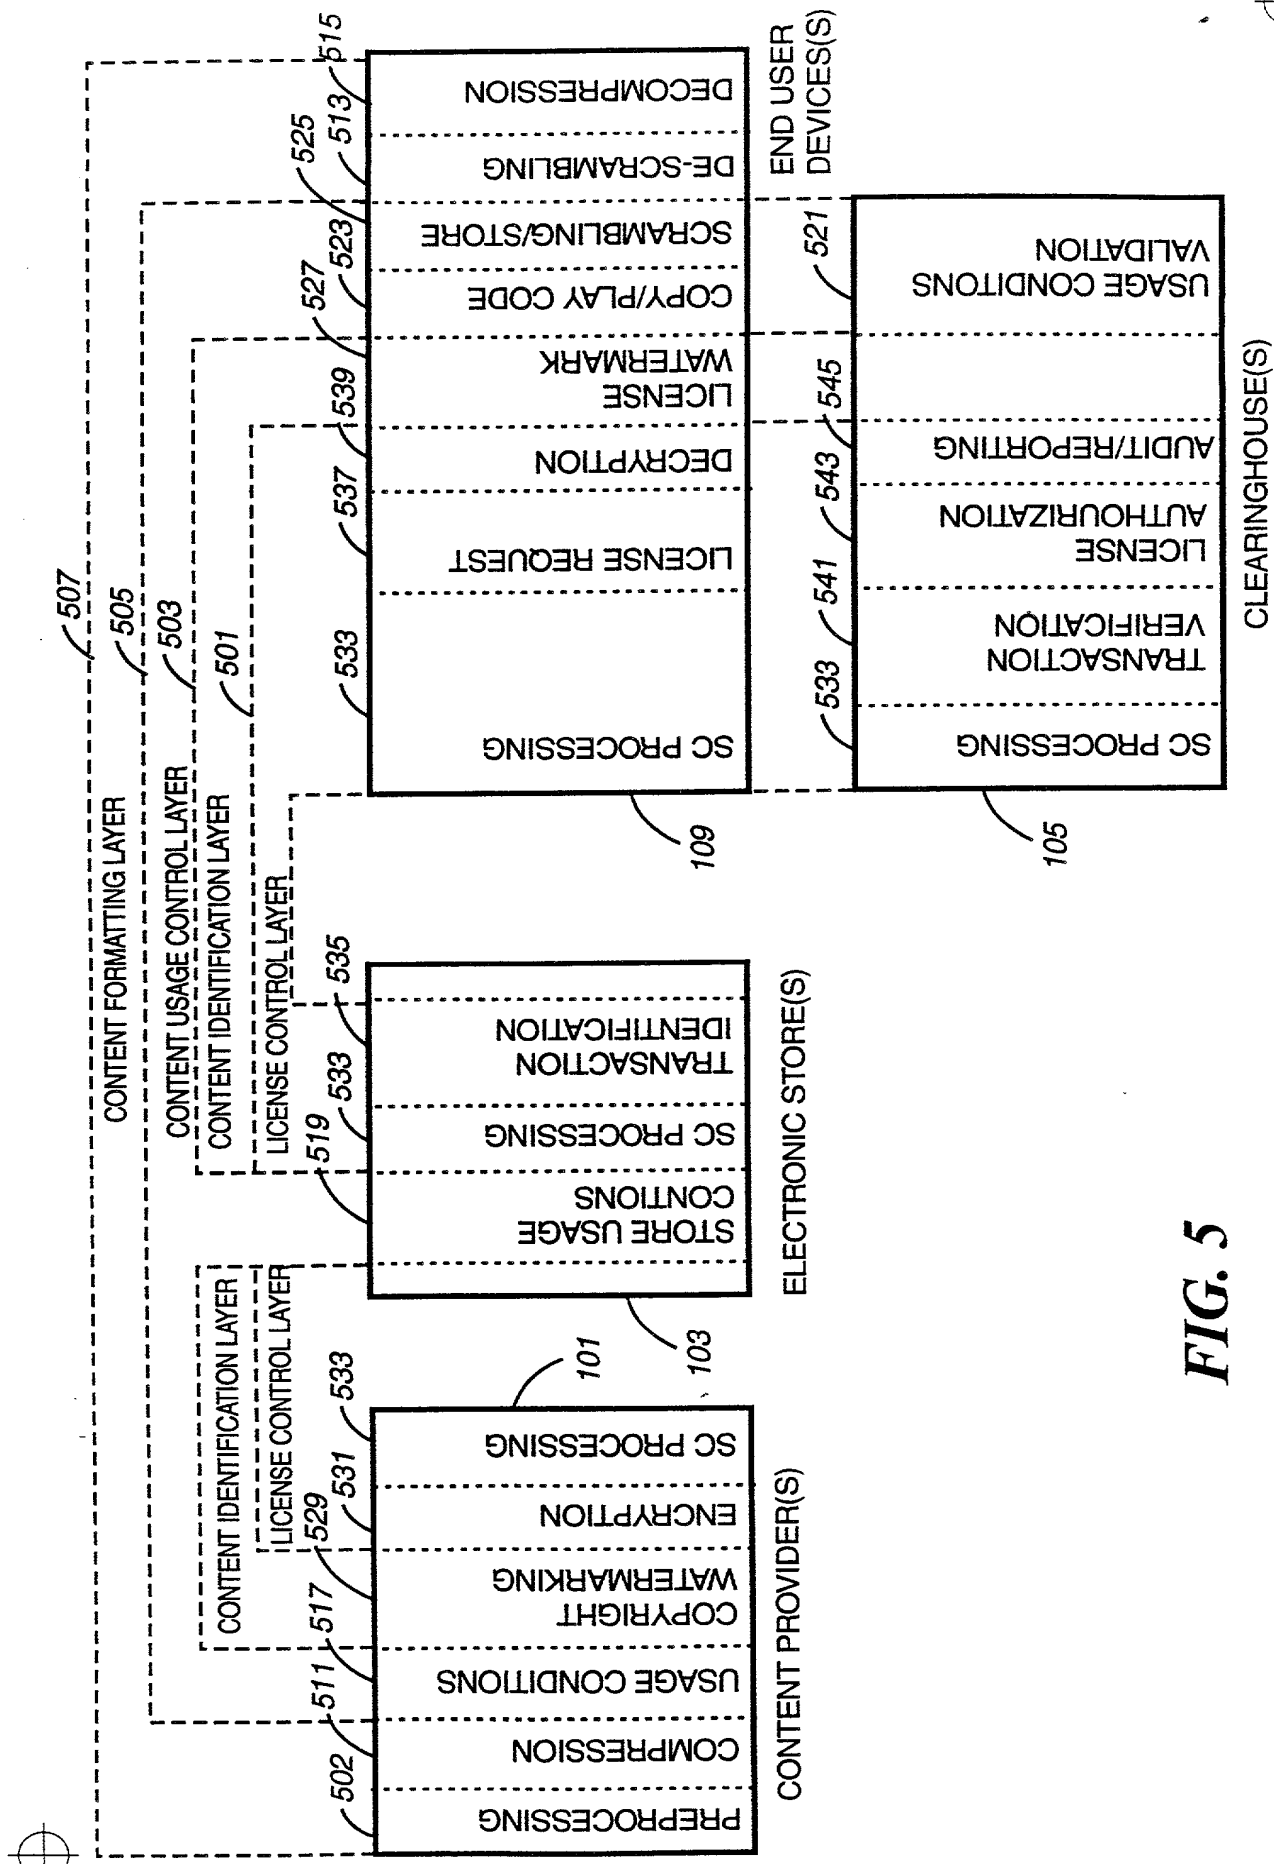 507
CONTENT FORMATTING LAYER
505
CONTENT USAGE CONTROL LAYER
503
CONTENT IDENTIFICATION LAYER
501
LICENSE CONTROL LAYER
CONTENT IDENTIFICATION LAYER
LICENSE CONTROL LAYER
502
511
517
529
531
533
PREPROCESSING
COMPRESSION
USAGE CONDITIONS
COPYRIGHT
WATERMARKING
ENCRYPTION
SC PROCESSING
101
CONTENT PROVIDER(S)
519
533
535
STORE USAGE
CONTIONS
SC PROCESSING
TRANSACTION
IDENTIFICATION
103
ELECTRONIC STORE(S)
533
537
539
527
523
525
513
515
SC PROCESSING
LICENSE REQUEST
DECRYPTION
LICENSE
WATERMARK
COPY/PLAY CODE
SCRAMBLING/STORE
DE-SCRAMBLING
DECOMPRESSION
109
END USER
DEVICES(S)
533
541
543
545
521
SC PROCESSING
TRANSACTION
VERIFICATION
LICENSE
AUTHOURIZATION
AUDIT/REPORTING
USAGE CONDITONS
VALIDATION
105
CLEARINGHOUSE(S)
FIG. 5